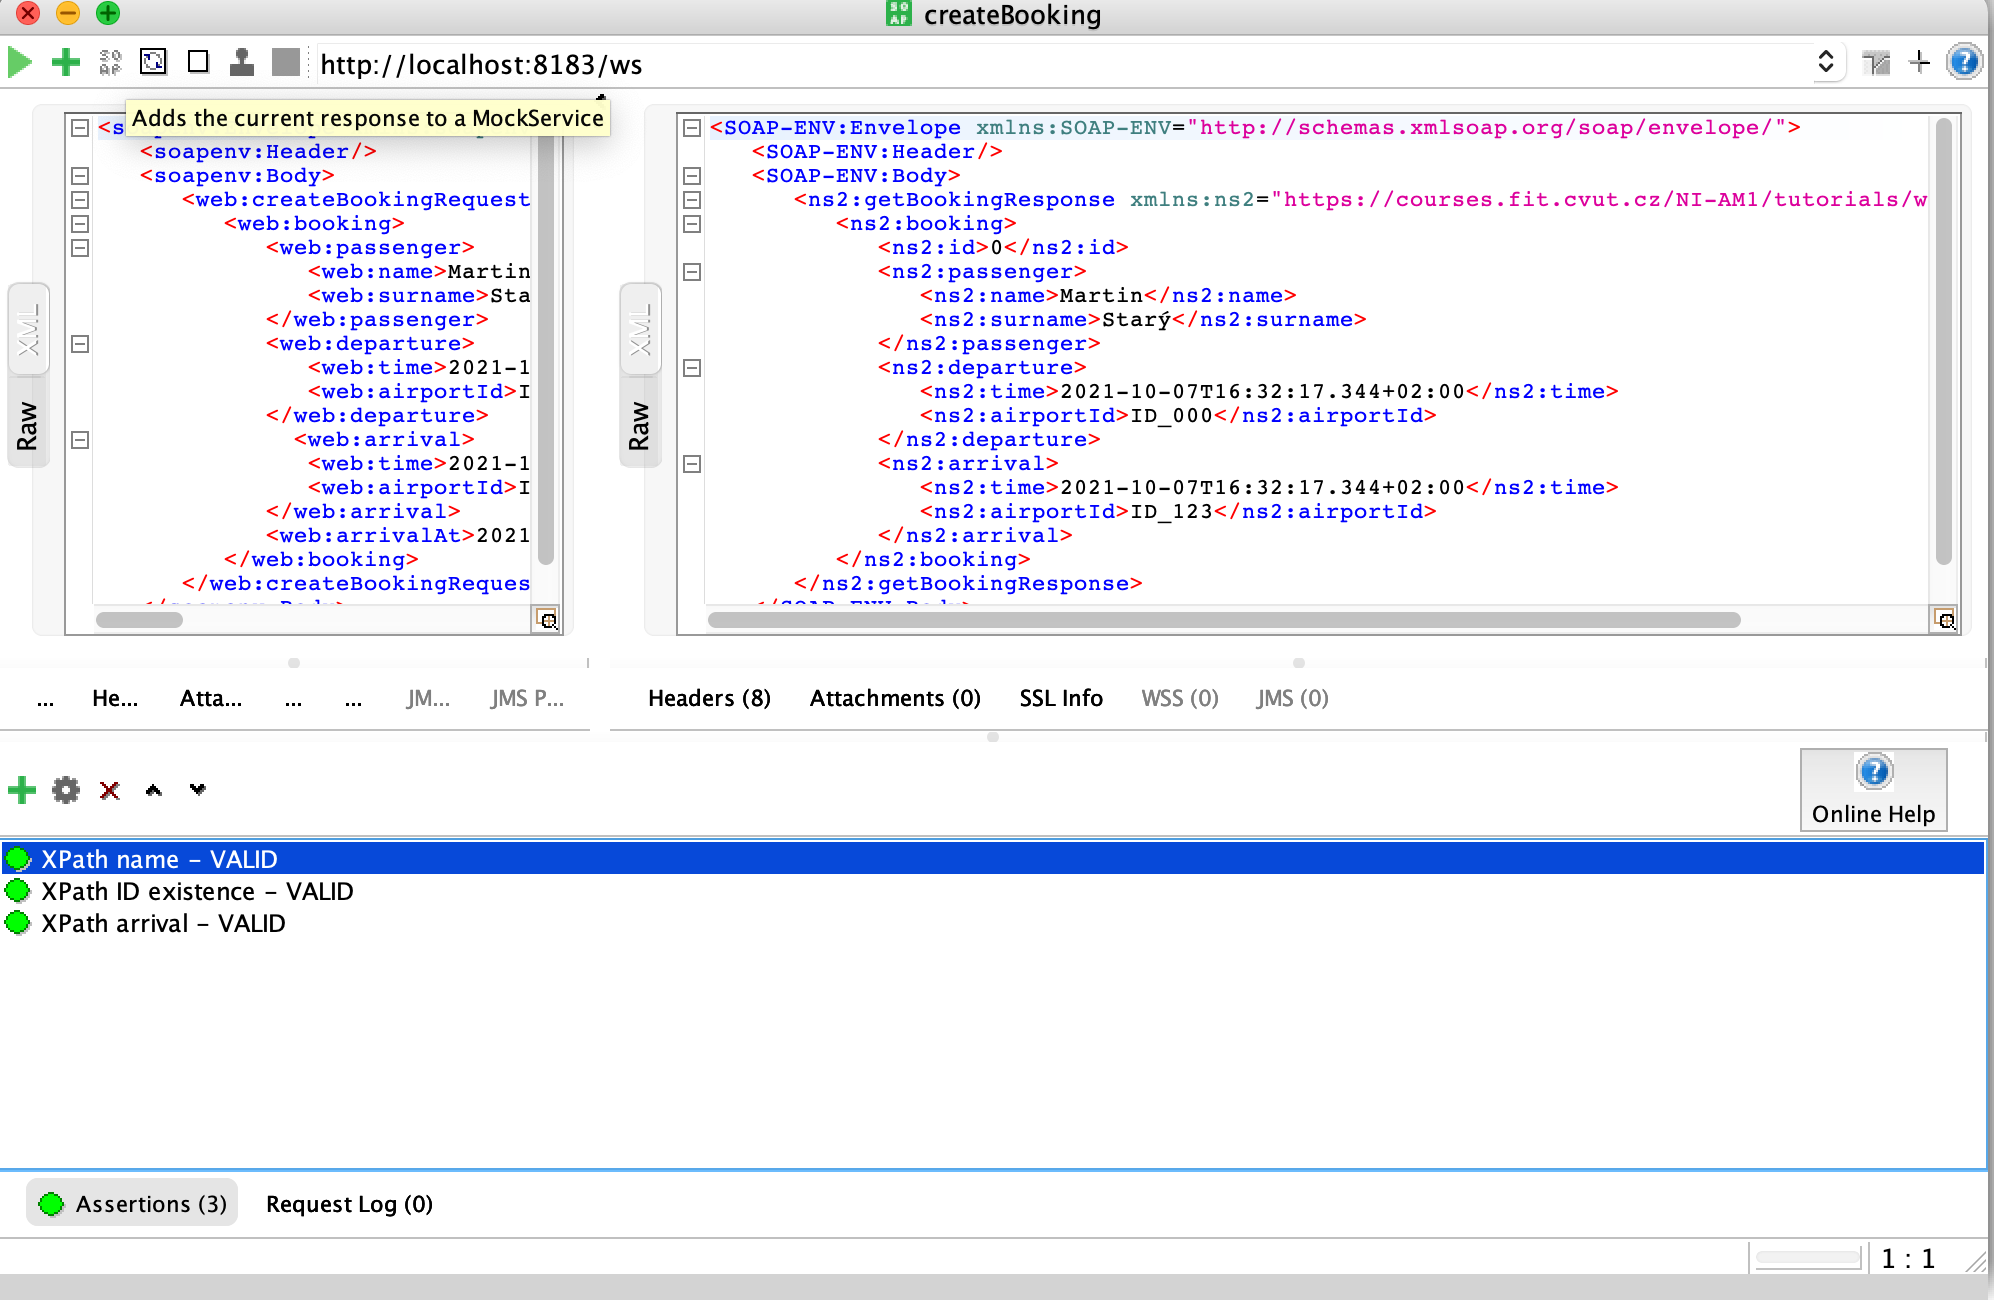 createBooking
http://localhost:8183/ws
Adds the current response to a MockService
<s
<soapenv:Header/>
<soapenv:Body>
<web:createBookingRequest
<web:booking>
<web:passenger>
<web:name>Martin
<web:surname>Sta
</web:passenger>
<web:departure>
<web:time>2021-1
<web:airportId>I
</web:departure>
<web:arrival>
<web:time>2021-1
<web:airportId>I
</web:arrival>
<web:arrivalAt>2021
</web:booking>
</web:createBookingReques
XML
Raw
<SOAP-ENV:Envelope xmlns:SOAP-ENV="http://schemas.xmlsoap.org/soap/envelope/">
<SOAP-ENV:Header/>
<SOAP-ENV:Body>
<ns2:getBookingResponse xmlns:ns2="https://courses.fit.cvut.cz/NI-AM1/tutorials/w
<ns2:booking>
<ns2:id>0</ns2:id>
<ns2:passenger>
<ns2:name>Martin</ns2:name>
<ns2:surname>Starý</ns2:surname>
</ns2:passenger>
<ns2:departure>
<ns2:time>2021-10-07T16:32:17.344+02:00</ns2:time>
<ns2:airportId>ID_000</ns2:airportId>
</ns2:departure>
<ns2:arrival>
<ns2:time>2021-10-07T16:32:17.344+02:00</ns2:time>
<ns2:airportId>ID_123</ns2:airportId>
</ns2:arrival>
</ns2:booking>
</ns2:getBookingResponse>
</SOAP-ENV:Body>
XML
Raw
... He... Atta... ... ... JM... JMS P...
Headers (8) Attachments (0) SSL Info WSS (0) JMS (0)
Online Help
XPath name – VALID
XPath ID existence – VALID
XPath arrival – VALID
Assertions (3) Request Log (0)
1 : 1